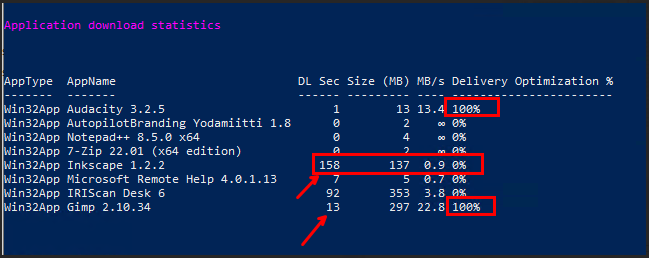 Application download statistics
AppType AppName DL Sec Size (MB) MB/s Delivery Optimization %
------- ------- ------ --------- ---- -----------------------
Win32App Audacity 3.2.5 1 13 13.4 100%
Win32App AutopilotBranding Yodamiitti 1.8 0 2 ∞ 0%
Win32App Notepad++ 8.5.0 x64 0 4 ∞ 0%
Win32App 7-Zip 22.01 (x64 edition) 0 2 ∞ 0%
Win32App Inkscape 1.2.2 158 137 0.9 0%
Win32App Microsoft Remote Help 4.0.1.13 7 5 0.7 0%
Win32App IRIScan Desk 6 92 353 3.8 0%
Win32App Gimp 2.10.34 13 297 22.8 100%